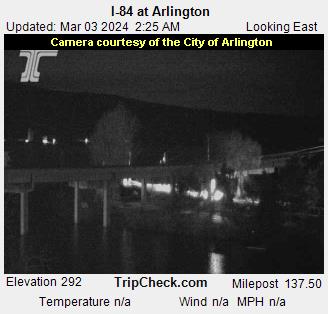 I-84 at Arlington
Updated: Mar 03 2024 2:25 AM Looking East
Camera courtesy of the City of Arlington
Elevation 292 TripCheck.com Milepost 137.50
Temperature n/a Wind n/a MPH n/a